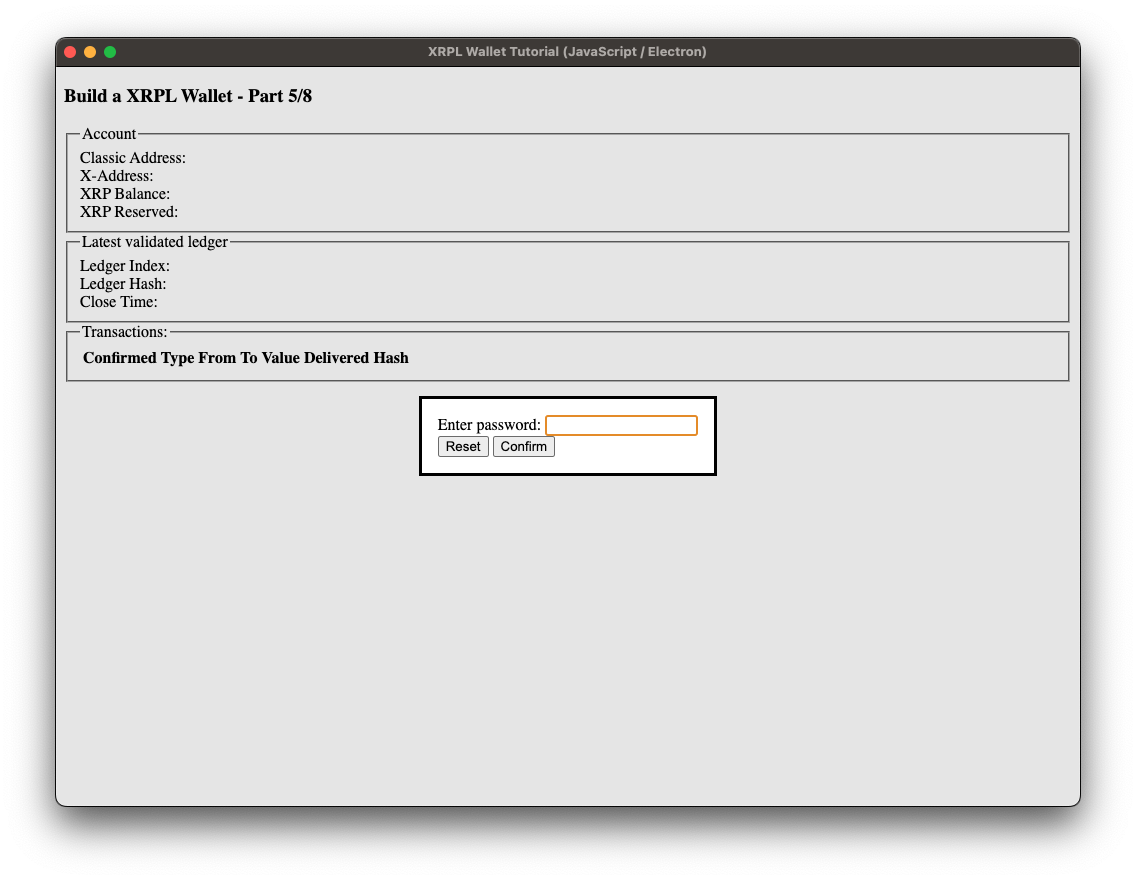 XRPL Wallet Tutorial (JavaScript / Electron)
Build a XRPL Wallet - Part 5/8
Account
Classic Address:
X-Address:
XRP Balance:
XRP Reserved:
Latest validated ledger
Ledger Index:
Ledger Hash:
Close Time:
Transactions:
Confirmed Type From To Value Delivered Hash
Enter password:
Reset Confirm